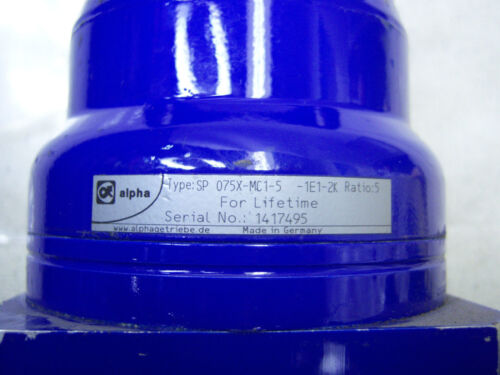 alpha
Type:SP 075X-MC1-5 -1E1-2K Ratio:5
For Lifetime
Serial No.: 1417495
www.alphagetriebe.de Made in Germany